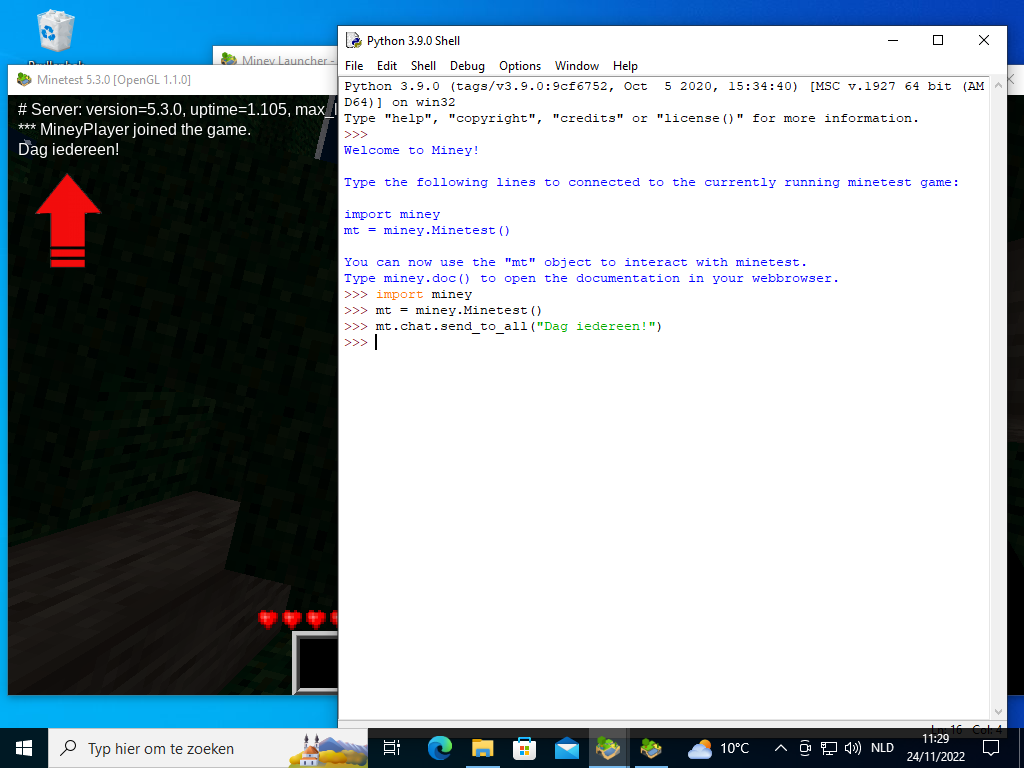 Python 3.9.0 Shell
File Edit Shell Debug Options Window Help
Python 3.9.0 (tags/v3.9.0:9cf6752, Oct  5 2020, 15:34:40) [MSC v.1927 64 bit (AM
D64)] on win32
Type "help", "copyright", "credits" or "license()" for more information.
>>>
Welcome to Miney!
Type the following lines to connected to the currently running minetest game:
import miney
mt = miney.Minetest()
You can now use the "mt" object to interact with minetest.
Type miney.doc() to open the documentation in your webbrowser.
>>> import miney
>>> mt = miney.Minetest()
>>> mt.chat.send_to_all("Dag iedereen!")
>>>
Ln: 16 Col: 4
Miney Launcher -
Minetest 5.3.0 [OpenGL 1.1.0]
# Server: version=5.3.0, uptime=1.105, max_
*** MineyPlayer joined the game.
Dag iedereen!
Typ hier om te zoeken
10°C
NLD
11:29
24/11/2022